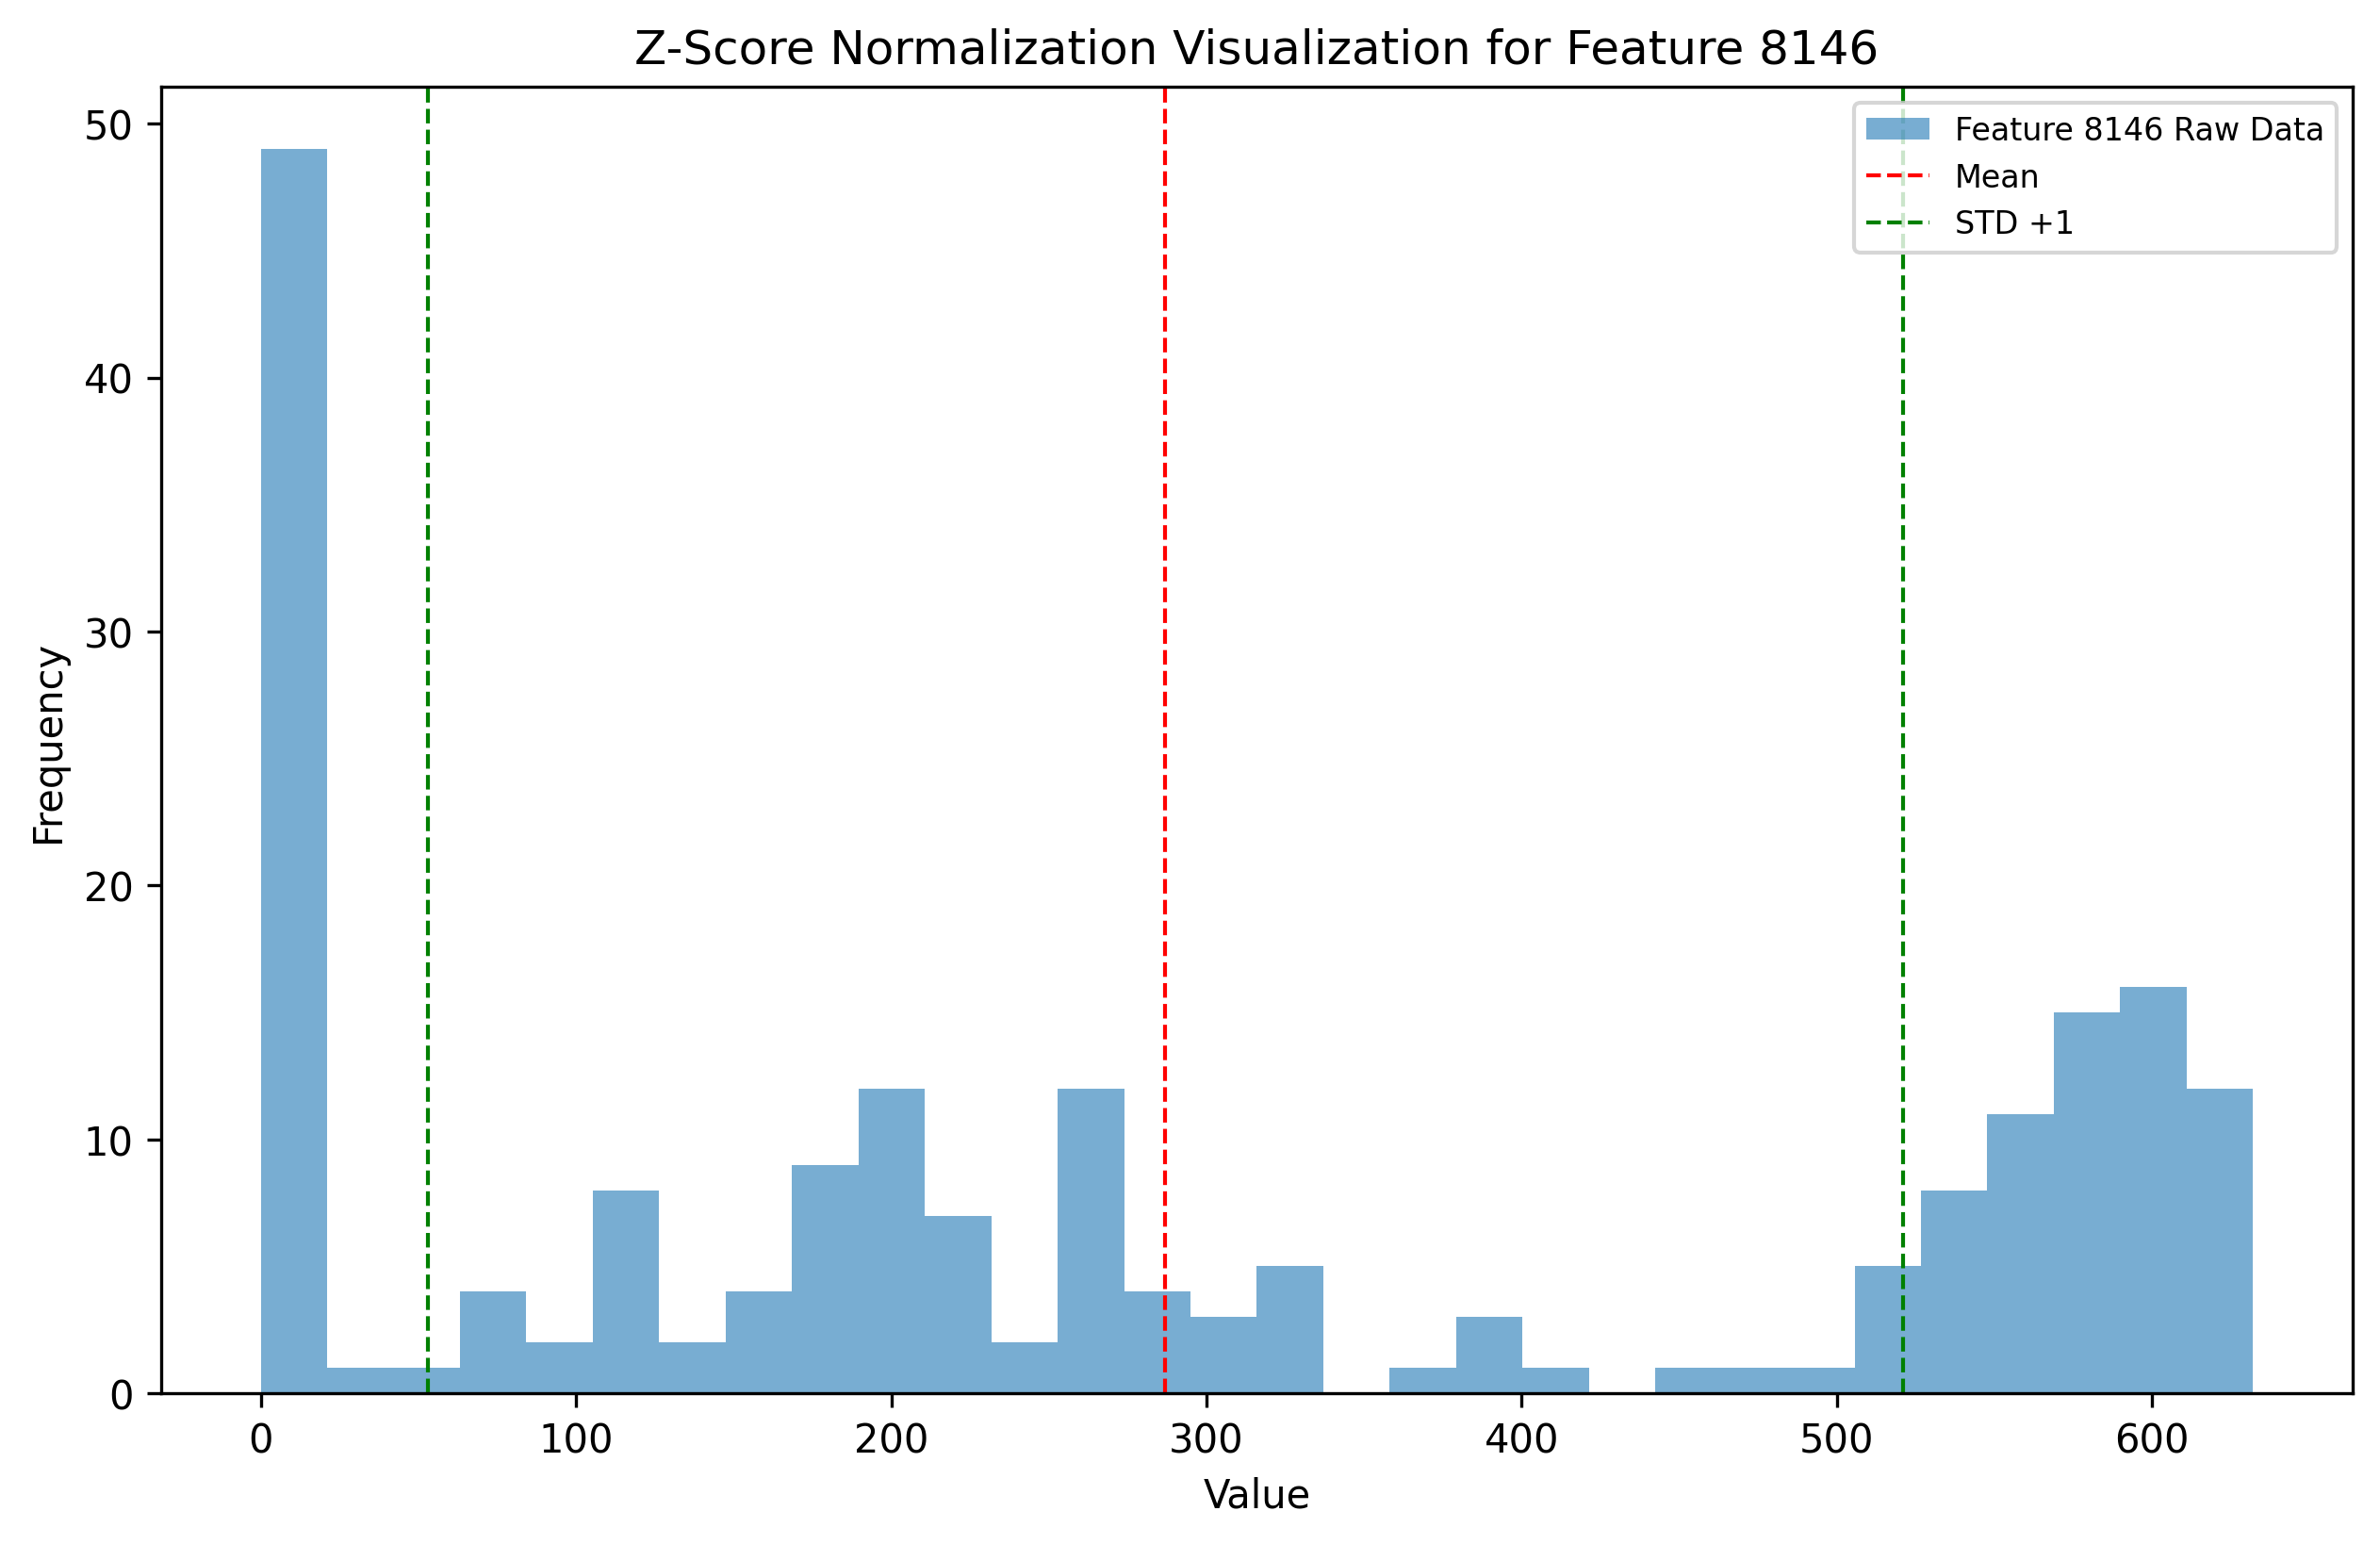 Z-Score Normalization Visualization for Feature 8146
Feature 8146 Raw Data
Mean
STD +1
50
40
30
20
10
0
Frequency
0 100 200 300 400 500 600
Value